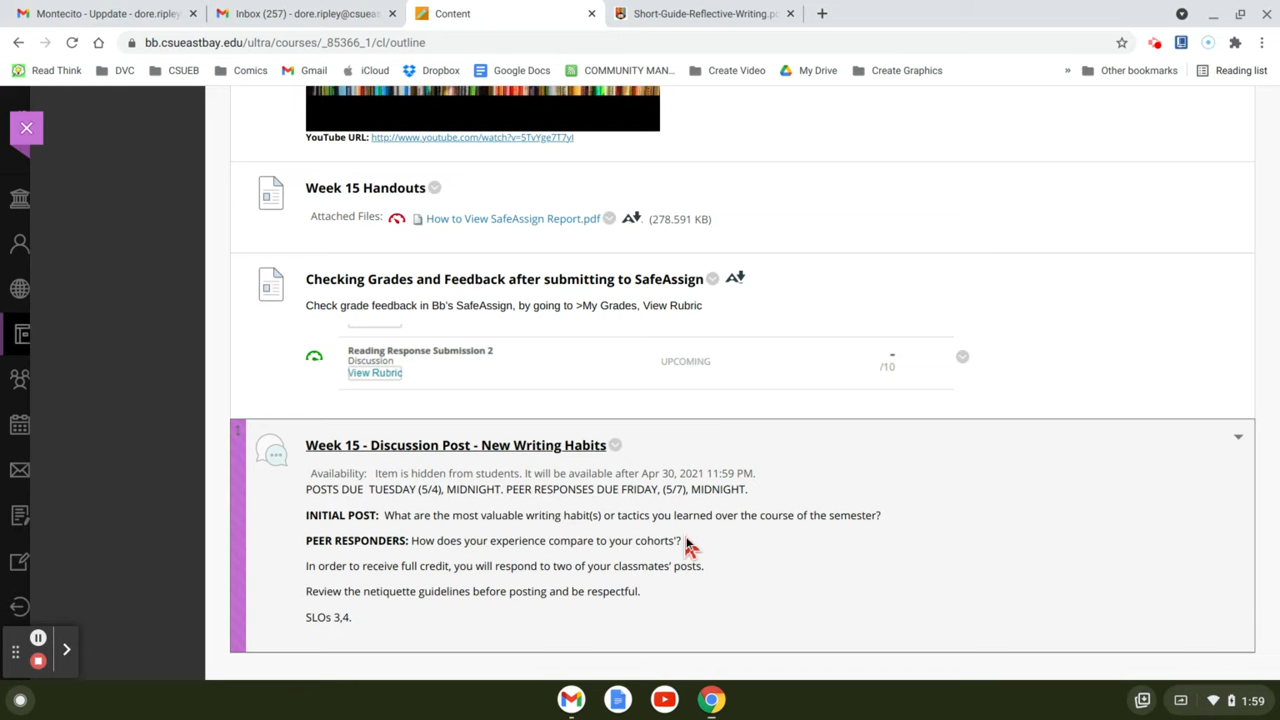 Montecito - Uppdate - dore.ripley
Inbox (257) - dore.ripley@csueas
Content
Short-Guide-Reflective-Writing.pd
bb.csueastbay.edu/ultra/courses/_85366_1/cl/outline
Read Think
DVC
CSUEB
Comics
Gmail
iCloud
Dropbox
Google Docs
COMMUNITY MAN...
Create Video
My Drive
Create Graphics
»
Other bookmarks
Reading list
YouTube URL: http://www.youtube.com/watch?v=5TvYge7T7yI
Week 15 Handouts
Attached Files: How to View SafeAssign Report.pdf (278.591 KB)
Checking Grades and Feedback after submitting to SafeAssign
Check grade feedback in Bb's SafeAssign, by going to >My Grades, View Rubric
Reading Response Submission 2
Discussion
View Rubric
UPCOMING
-
/10
Week 15 - Discussion Post - New Writing Habits
Availability: Item is hidden from students. It will be available after Apr 30, 2021 11:59 PM.
POSTS DUE TUESDAY (5/4), MIDNIGHT. PEER RESPONSES DUE FRIDAY, (5/7), MIDNIGHT.
INITIAL POST: What are the most valuable writing habit(s) or tactics you learned over the course of the semester?
PEER RESPONDERS: How does your experience compare to your cohorts'?
In order to receive full credit, you will respond to two of your classmates' posts.
Review the netiquette guidelines before posting and be respectful.
SLOs 3,4.
1:59